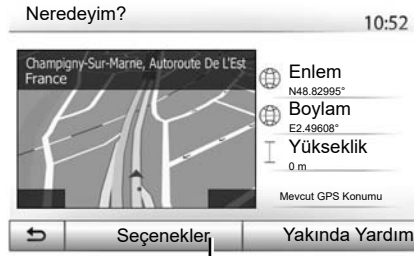 Neredeyim?
10:52
Champigny-Sur-Marne, Autoroute De L'Est
France
Enlem
N48.82995°
Boylam
E2.49608°
Yükseklik
0 m
Mevcut GPS Konumu
Seçenekler
Yakında Yardım